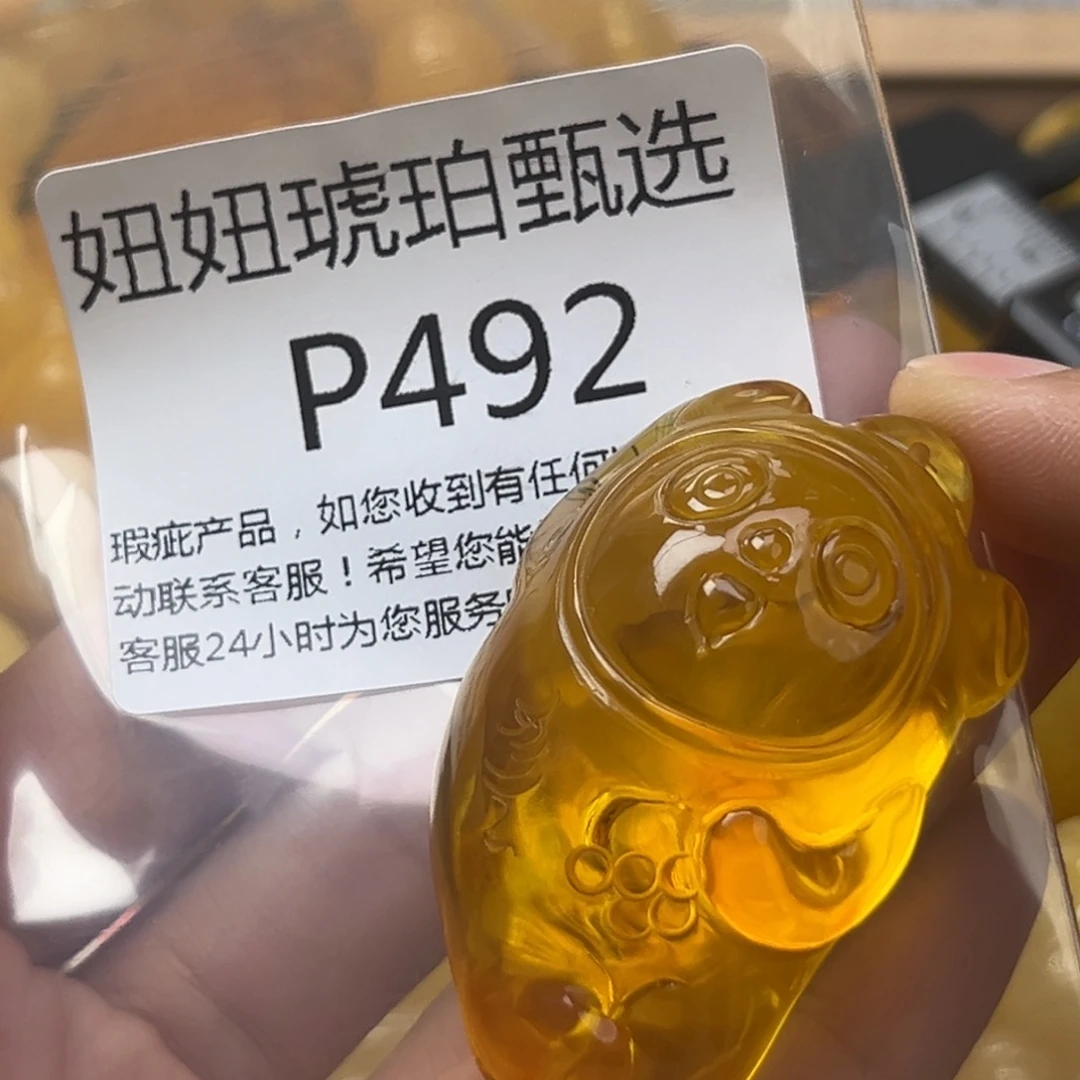 妞妞琥珀甄选
P492
瑕疵产品，如您收到有任何
动联系客服！希望您能
客服24小时为您服务